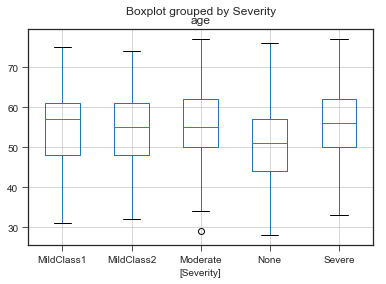 Boxplot grouped by Severity
age
70
60
50
40
30
MildClass1 MildClass2 Moderate None Severe
[Severity]